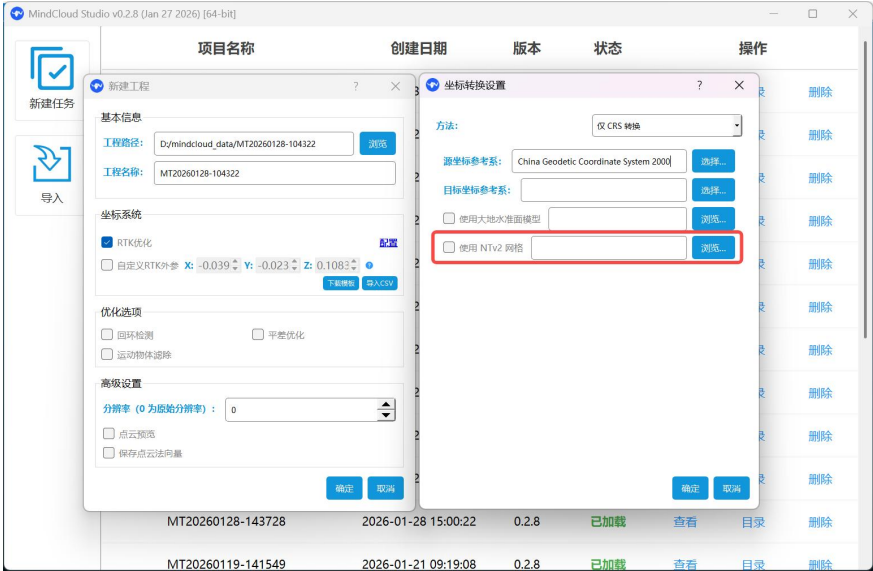 MindCloud Studio v0.2.8 (Jan 27 2026) [64-bit]
新建任务
导入
项目名称 创建日期 版本 状态 操作
删除
删除
删除
删除
删除
删除
删除
删除
删除
删除
新建工程 ?
基本信息
工程路径: D:/mindcloud_data/MT20260128-104322 浏览
工程名称: MT20260128-104322
坐标系统
RTK优化 配置
自定义RTK外参 X: -0.039 Y: -0.023 Z: 0.1083
下载模板 导入CSV
优化选项
回环检测 平差优化
运动物体滤除
高级设置
分辨率（0 为原始分辨率）: 0
点云预览
保存点云法向量
确定 取消
坐标转换设置 ?
方法: 仅 CRS 转换
源坐标参考系: China Geodetic Coordinate System 2000 选择...
目标坐标参考系: 选择...
使用大地水准面模型 浏览...
使用 NTv2 网格 浏览...
确定 取消
MT20260128-143728 2026-01-28 15:00:22 0.2.8 已加载 查看 目录 删除
MT20260119-141549 2026-01-21 09:19:08 0.2.8 已加载 查看 目录 删除